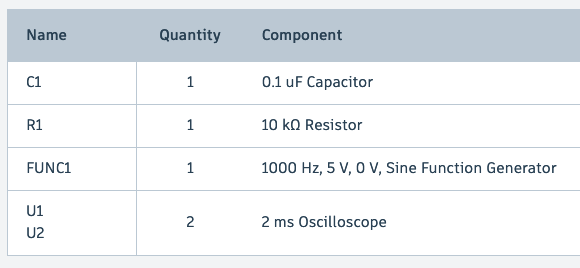 Name Quantity Component
C1 1 0.1 uF Capacitor
R1 1 10 kΩ Resistor
FUNC1 1 1000 Hz, 5 V, 0 V, Sine Function Generator
U1
U2 2 2 ms Oscilloscope